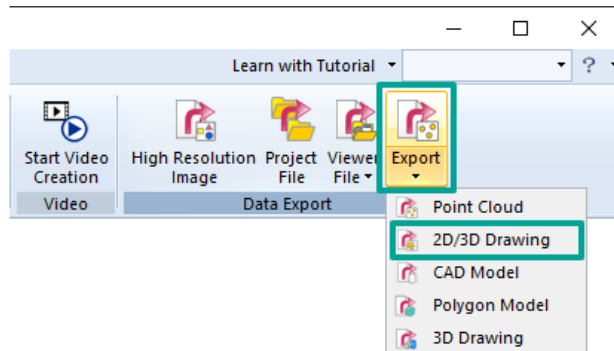 Learn with Tutorial
?
Start Video
Creation
High Resolution
Image
Project
File
Viewer
File
Export
Video
Data Export
Point Cloud
2D/3D Drawing
CAD Model
Polygon Model
3D Drawing